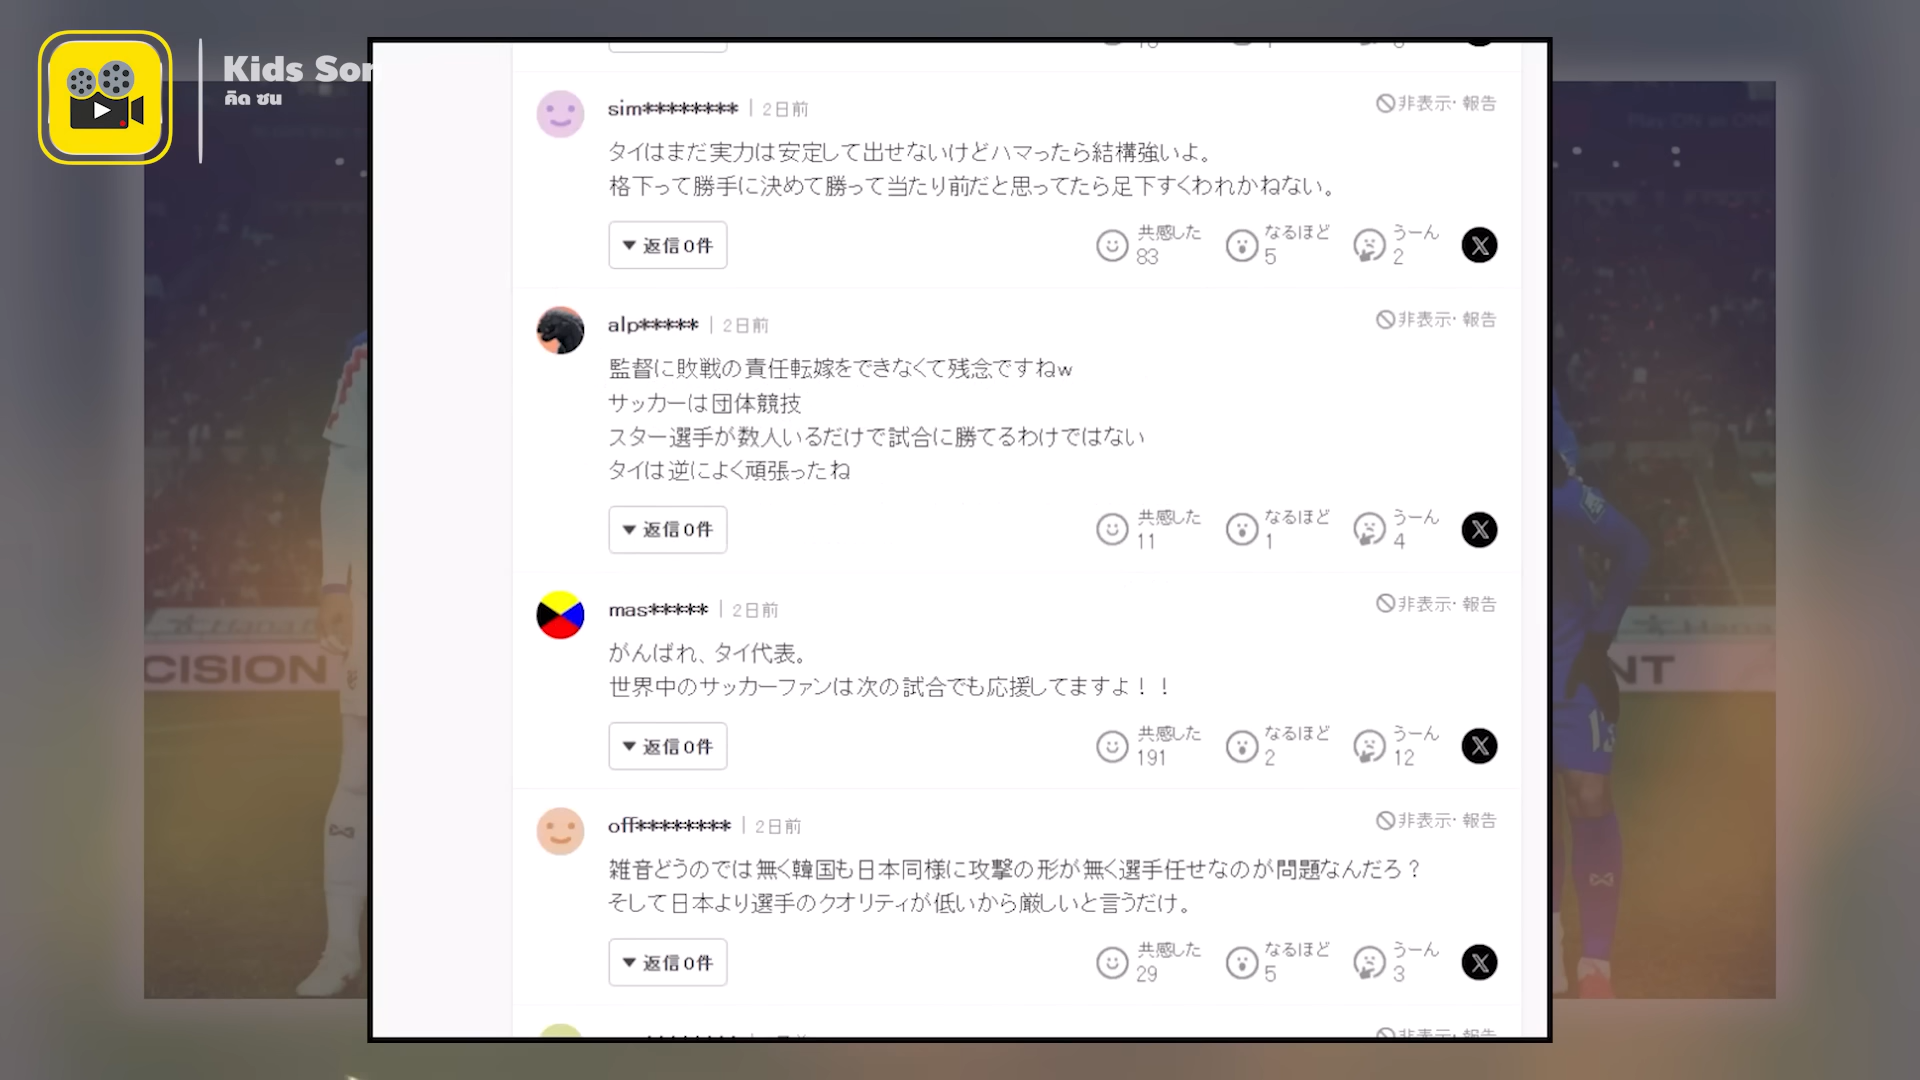 Kids Son
คิด ซน
sim********* 2日前
非表示・報告
タイはまだ実力は安定して出せないけどハマったら結構強いよ。
格下って勝手に決めて勝って当たり前だと思ってたら足下すくわれかねない。
返信0件
共感した 83
なるほど 5
うーん 2
alp***** 2日前
非表示・報告
監督に敗戦の責任転嫁をできなくて残念ですねw
サッカーは団体競技
スター選手が数人いるだけで試合に勝てるわけではない
タイは逆によく頑張ったね
返信0件
共感した 11
なるほど 1
うーん 4
mas***** 2日前
非表示・報告
がんばれ、タイ代表。
世界中のサッカーファンは次の試合でも応援してますよ！！
返信0件
共感した 191
なるほど 2
うーん 12
off******** 2日前
非表示・報告
雑音どうのでは無く韓国も日本同様に攻撃の形が無く選手任せなのが問題なんだろ？
そして日本より選手のクオリティが低いから厳しいと言うだけ。
返信0件
共感した 29
なるほど 5
うーん 3
非表示・報告
CISION
NT